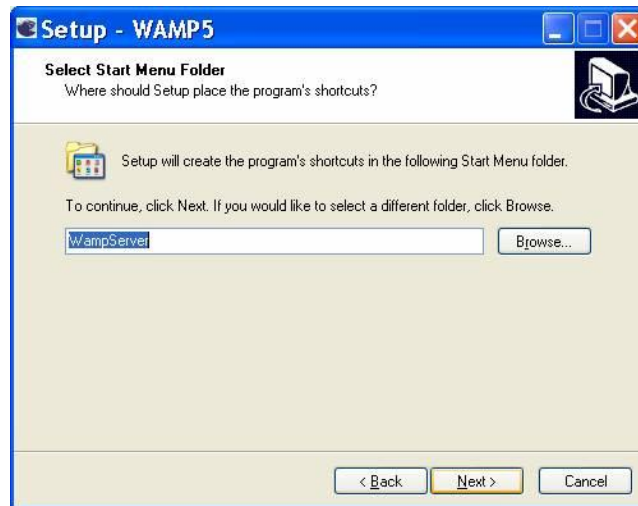 Setup - WAMP5
Select Start Menu Folder
Where should Setup place the program's shortcuts?
Setup will create the program's shortcuts in the following Start Menu folder.
To continue, click Next. If you would like to select a different folder, click Browse.
WampServer
Browse...
< Back
Next >
Cancel